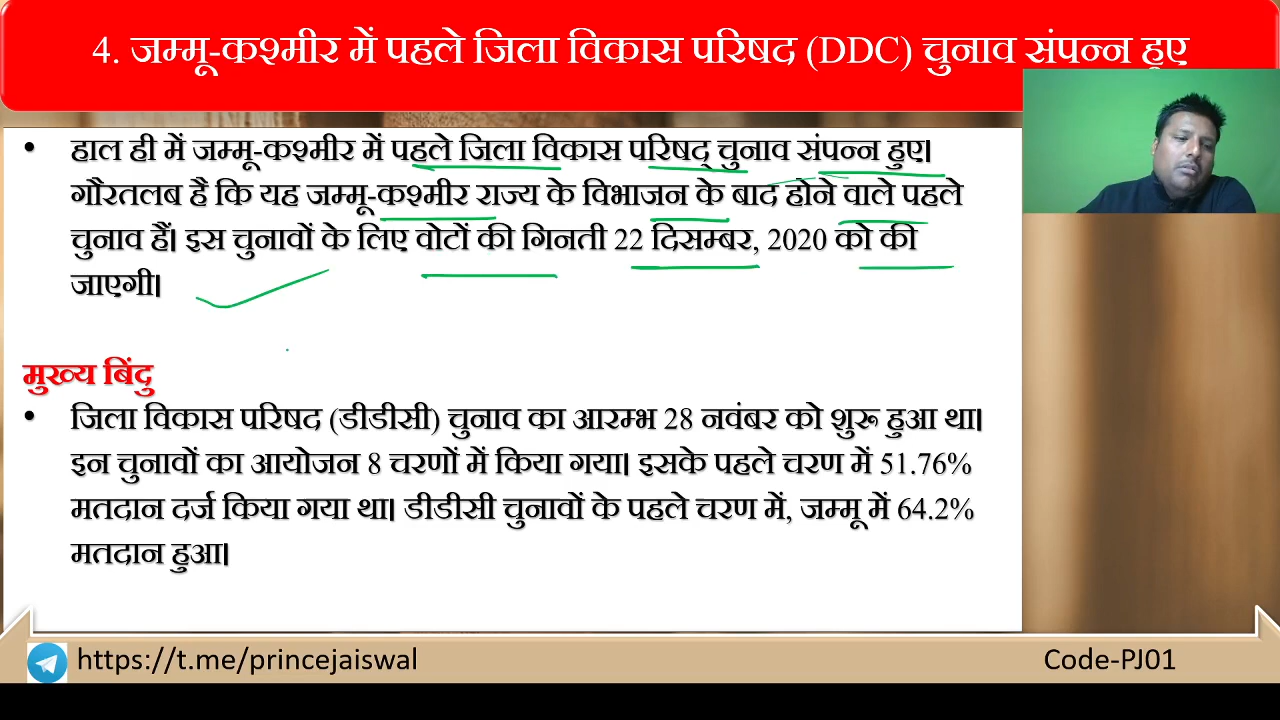 4. जम्मू-कश्मीर में पहले जिला विकास परिषद (DDC) चुनाव संपन्न हुए
• हाल ही में जम्मू-कश्मीर में पहले जिला विकास परिषद् चुनाव संपन्न हुए।
गौरतलब है कि यह जम्मू-कश्मीर राज्य के विभाजन के बाद होने वाले पहले
चुनाव हैं। इस चुनावों के लिए वोटों की गिनती 22 दिसम्बर, 2020 को की
जाएगी।
मुख्य बिंदु
• जिला विकास परिषद (डीडीसी) चुनाव का आरम्भ 28 नवंबर को शुरू हुआ था।
इन चुनावों का आयोजन 8 चरणों में किया गया। इसके पहले चरण में 51.76%
मतदान दर्ज किया गया था। डीडीसी चुनावों के पहले चरण में, जम्मू में 64.2%
मतदान हुआ।
https://t.me/princejaiswal
Code-PJ01